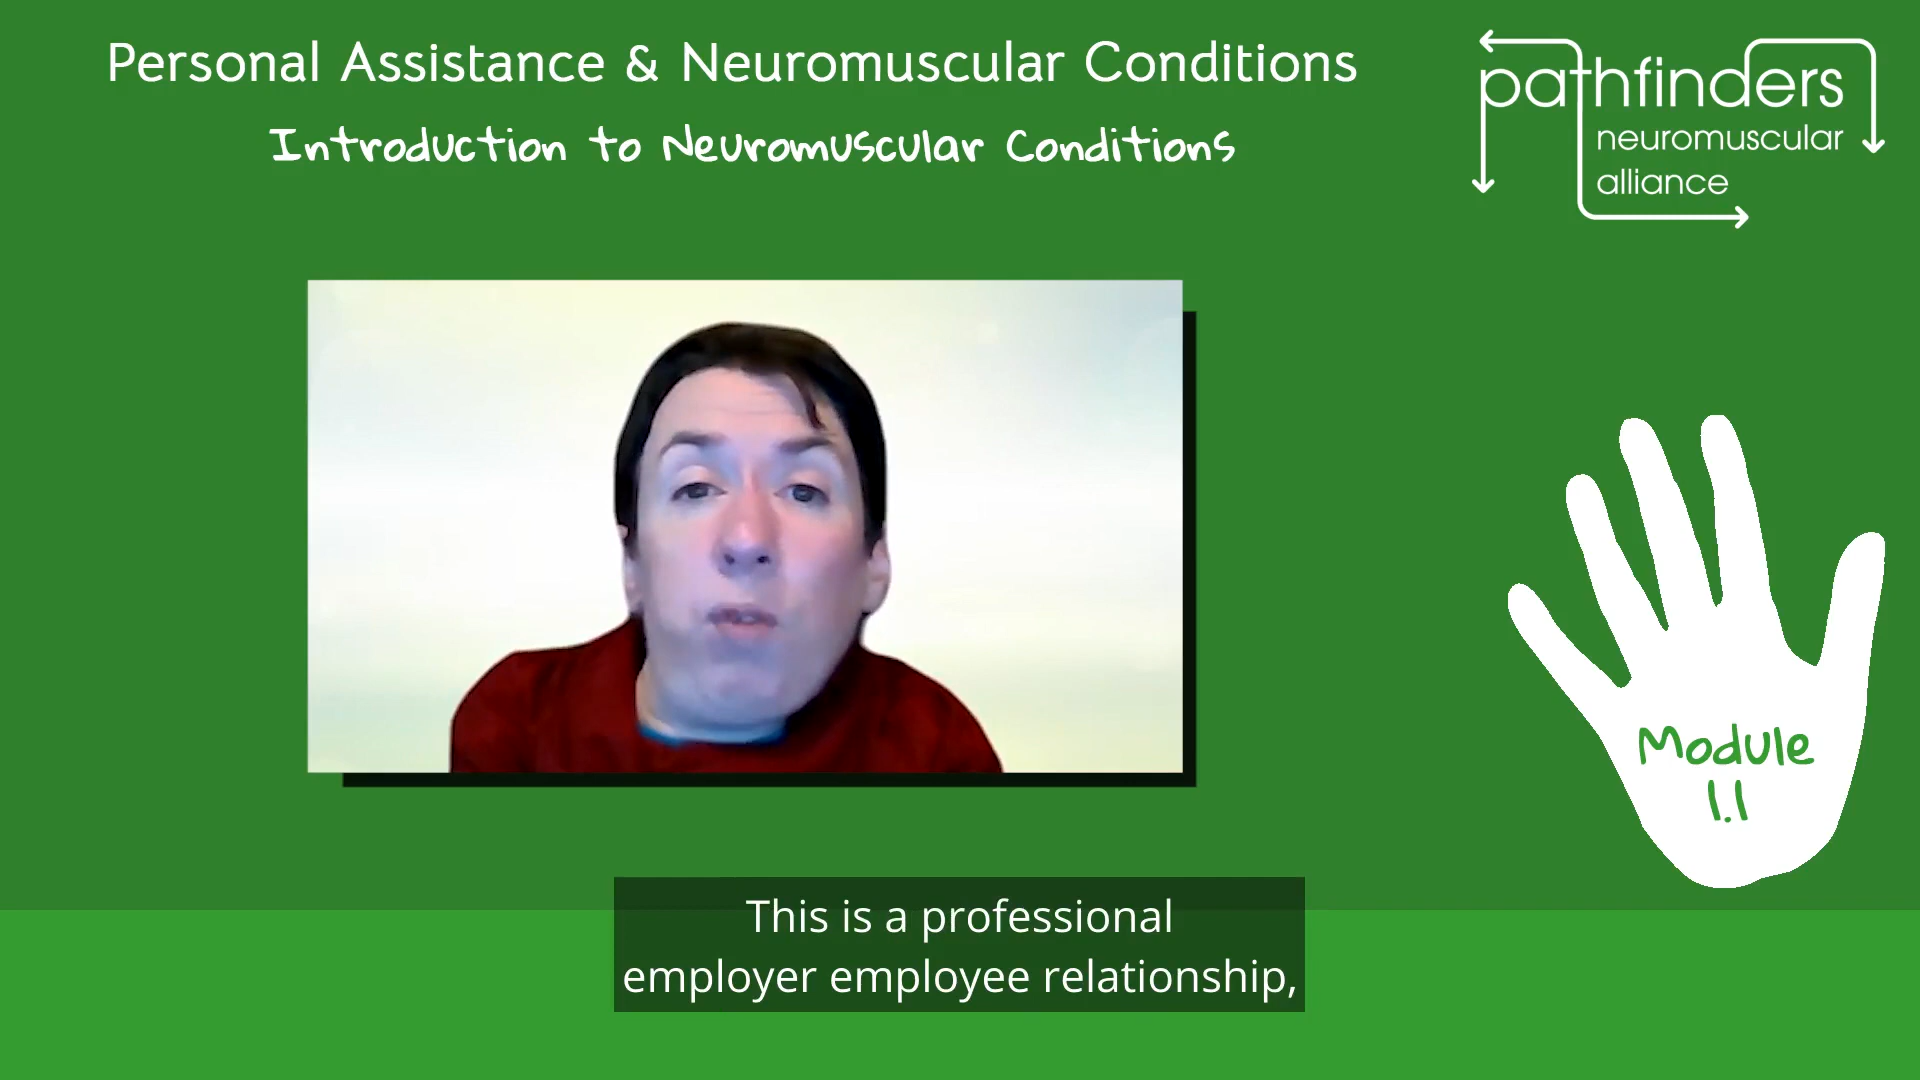 Personal Assistance & Neuromuscular Conditions
Introduction to Neuromuscular Conditions
pathfinders
neuromuscular
alliance
Module
1.1
This is a professional
employer employee relationship,